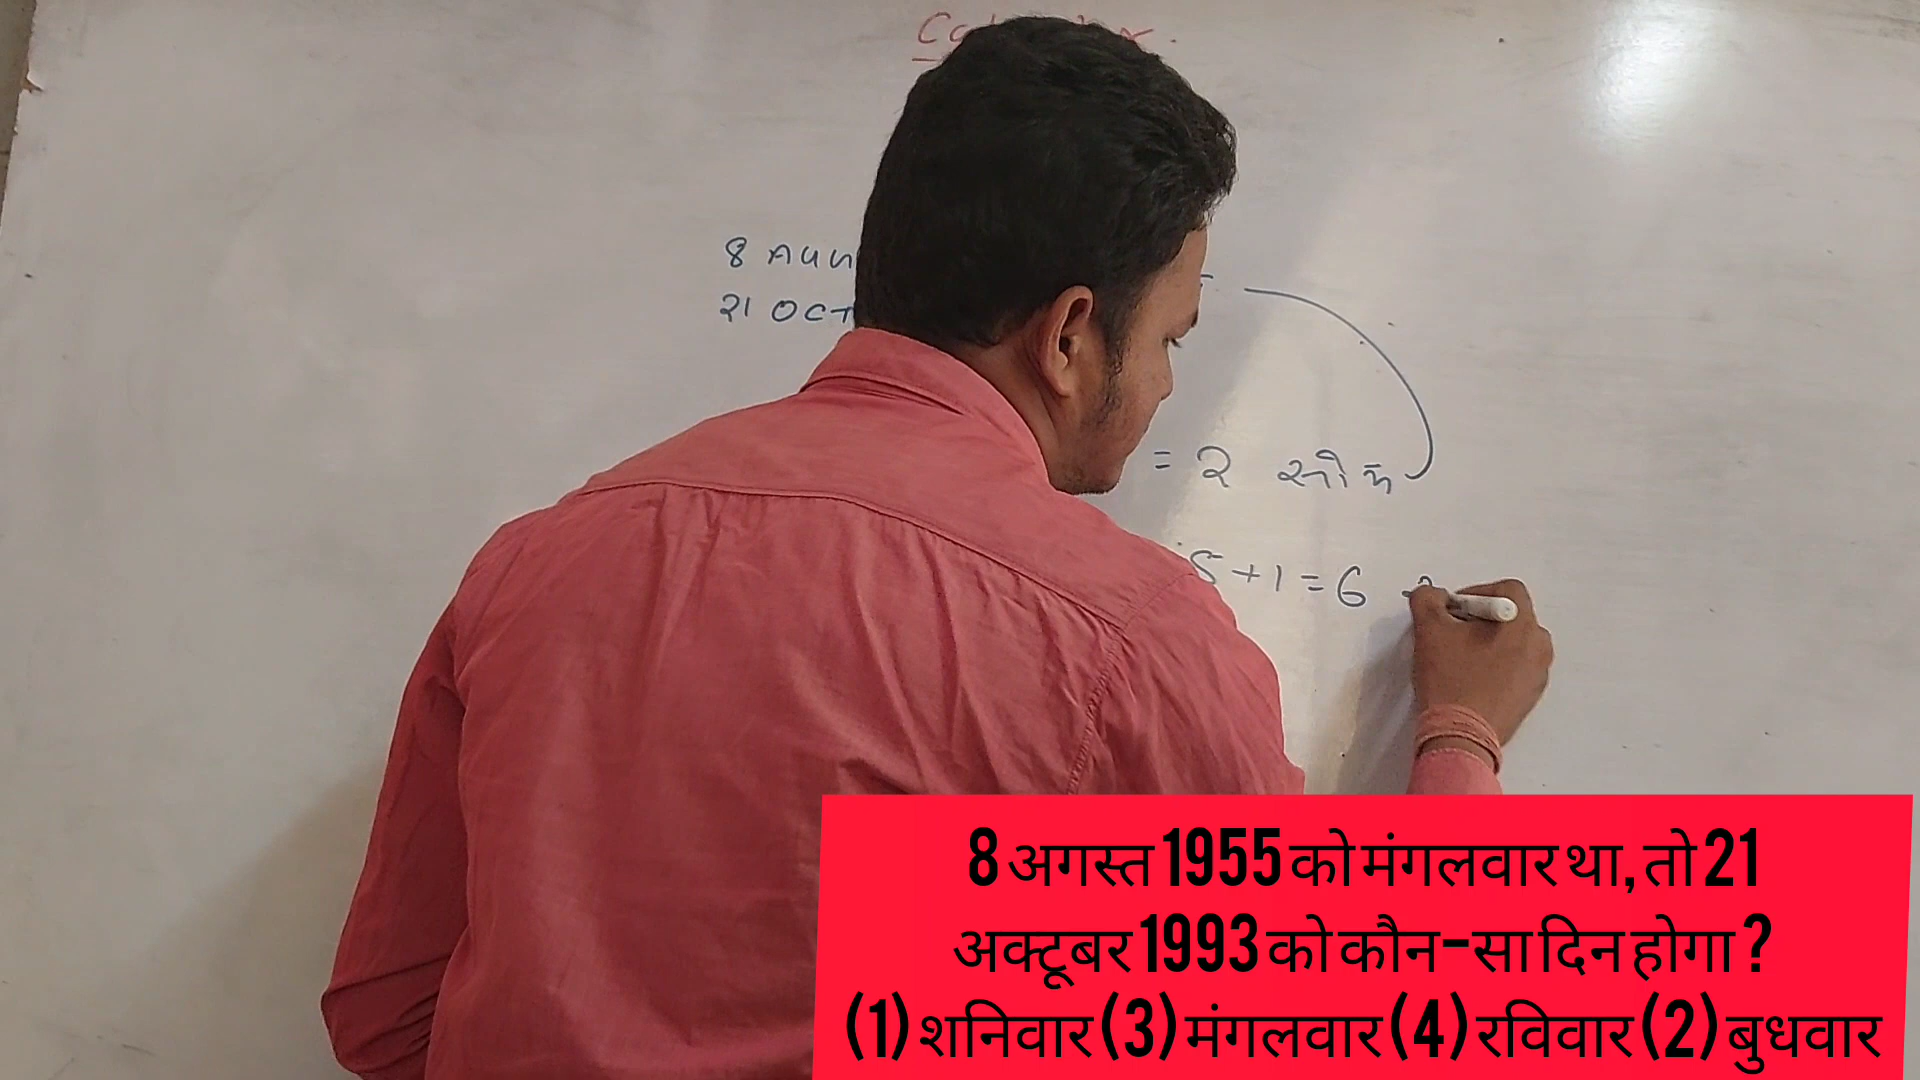 8
21 OCT
= 2 सोम
5+1=6
8 अगस्त 1955 को मंगलवार था, तो 21
अक्टूबर 1993 को कौन-सा दिन होगा ?
(1) शनिवार (3) मंगलवार (4) रविवार (2) बुधवार